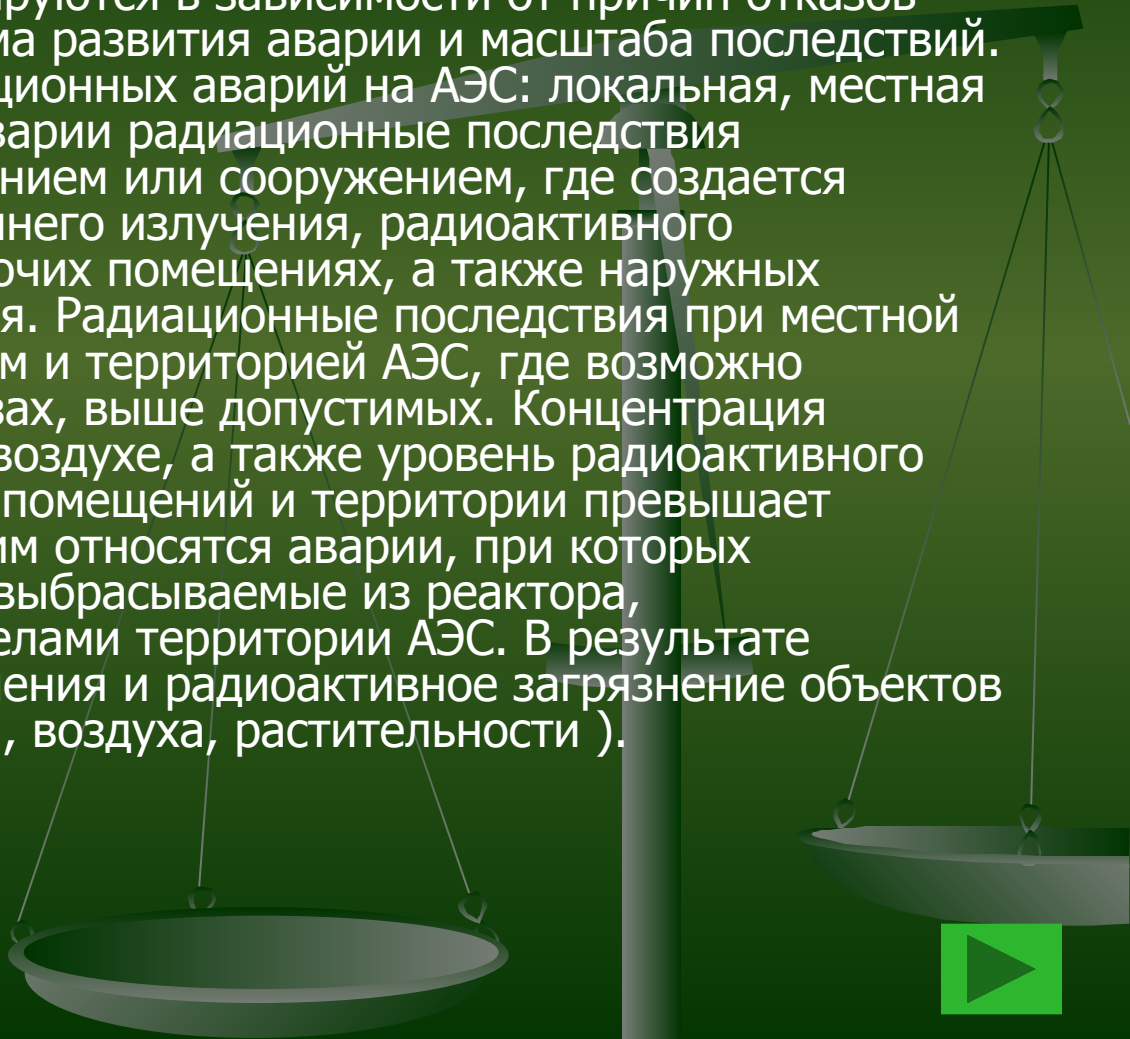 руются в зависимости от причин отказов
ма развития аварии и масштаба последствий.
ционных аварий на АЭС: локальная, местная
варии радиационные последствия
нием или сооружением, где создается
него излучения, радиоактивного
очих помещениях, а также наружных
я. Радиационные последствия при местной
м и территорией АЭС, где возможно
зах, выше допустимых. Концентрация
воздухе, а также уровень радиоактивного
помещений и территории превышает
им относятся аварии, при которых
выбрасываемые из реактора,
елами территории АЭС. В результате
ения и радиоактивное загрязнение объектов
, воздуха, растительности ).